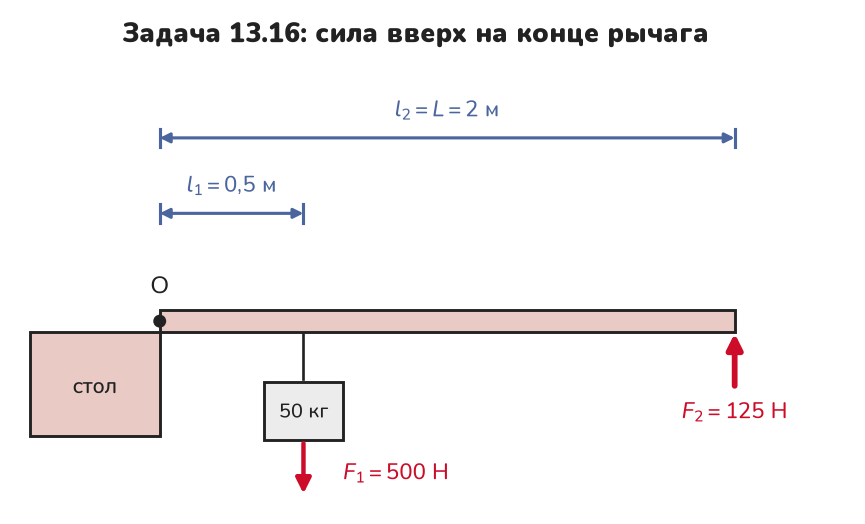 Задача 13.16: сила вверх на конце рычага
l₂ = L = 2 м
l₁ = 0,5 м
O
стол
50 кг
F₂ = 125 Н
F₁ = 500 Н